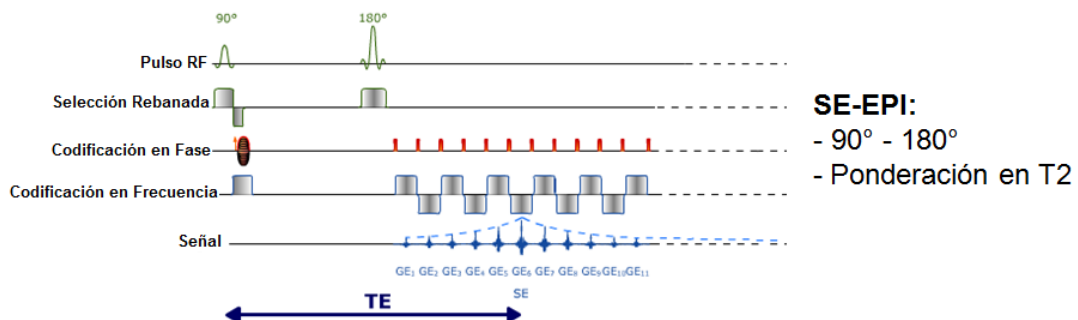 90° 180°
Pulso RF
Selección Rebanada
Codificación en Fase
Codificación en Frecuencia
Señal
GE1 GE2 GE3 GE4 GE5 GE6 GE7 GE8 GE9 GE10 GE11
SE
TE
SE-EPI:
- 90° - 180°
- Ponderación en T2